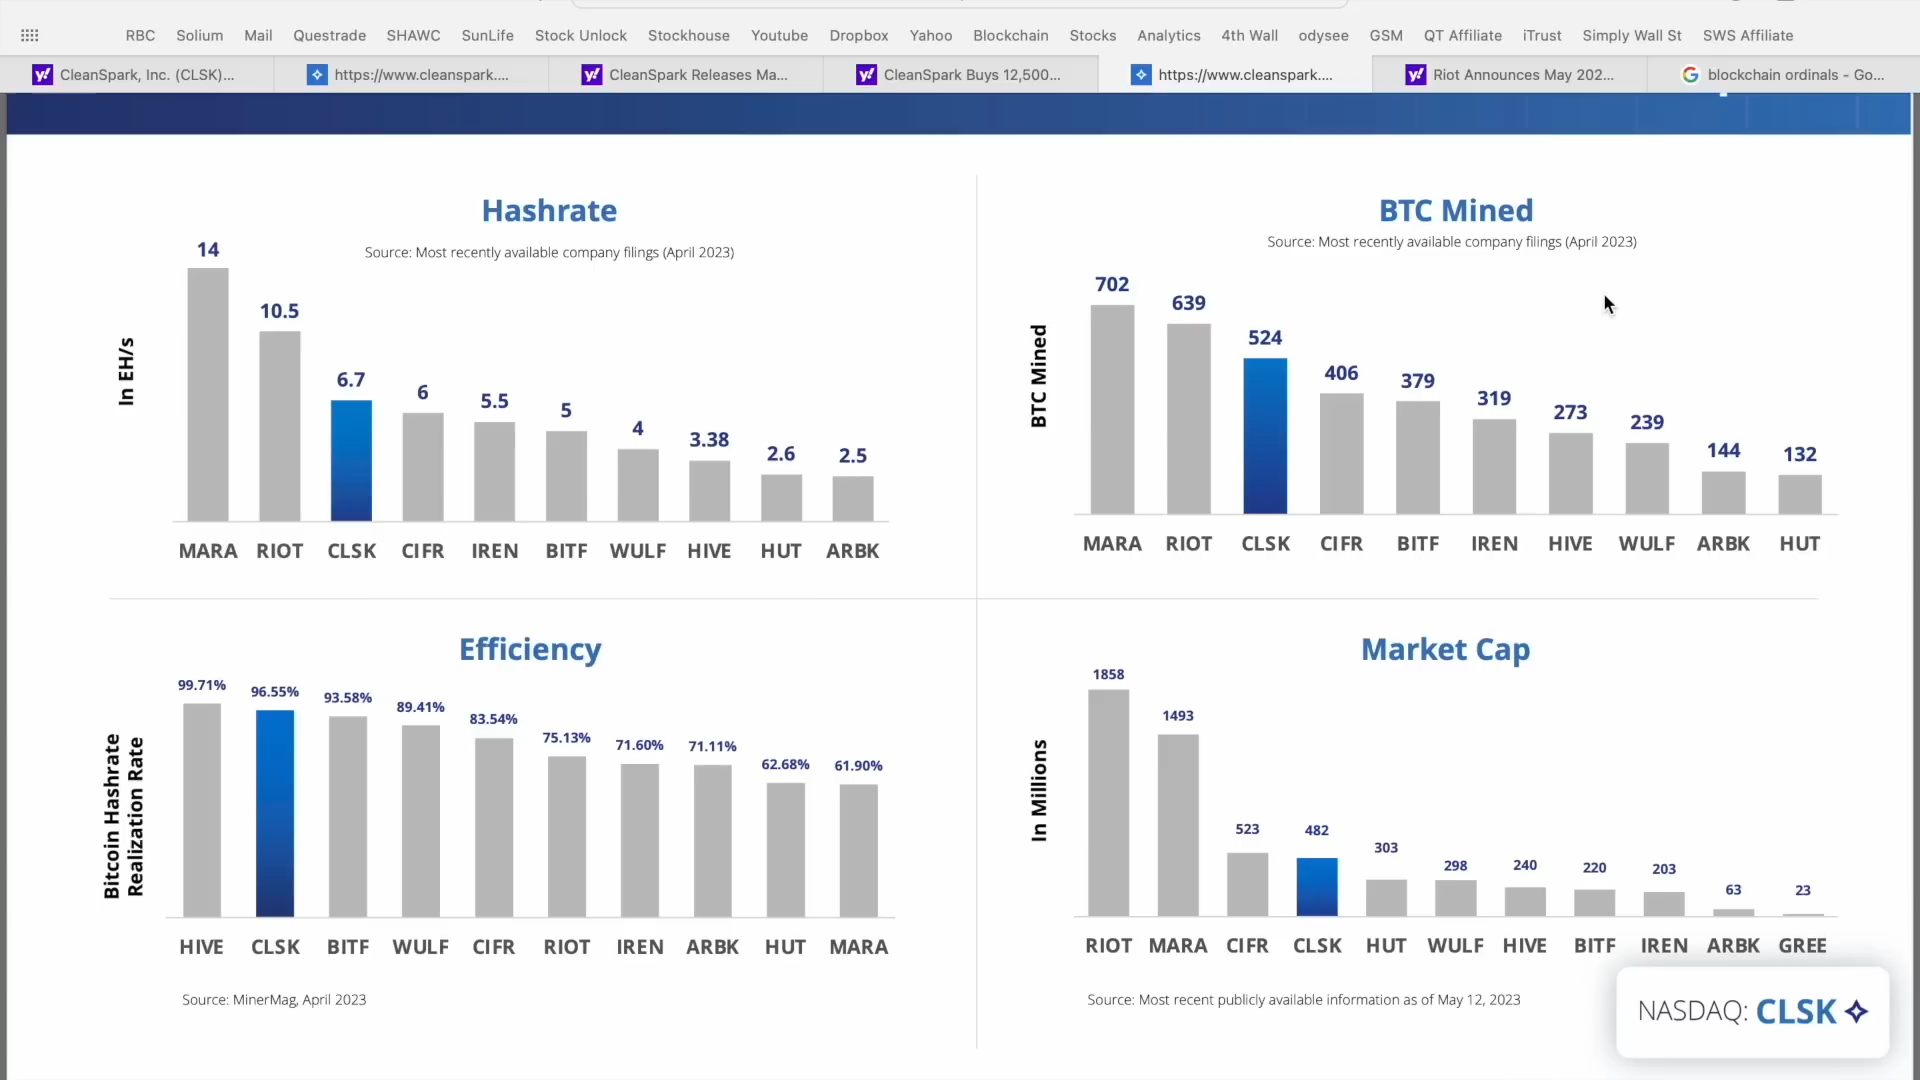 RBC Solium Mail Questrade SHAWC SunLife Stock Unlock Stockhouse Youtube Dropbox Yahoo Blockchain Stocks Analytics 4th Wall odysee GSM QT Affiliate iTrust Simply Wall St SWS Affiliate
CleanSpark, Inc. (CLSK)... https://www.cleanspark.... CleanSpark Releases Ma... CleanSpark Buys 12,500... https://www.cleanspark.... Riot Announces May 202... blockchain ordinals - Go...
Hashrate
Source: Most recently available company filings (April 2023)
In EH/s
14 10.5 6.7 6 5.5 5 4 3.38 2.6 2.5
MARA RIOT CLSK CIFR IREN BITF WULF HIVE HUT ARBK
BTC Mined
Source: Most recently available company filings (April 2023)
BTC Mined
702 639 524 406 379 319 273 239 144 132
MARA RIOT CLSK CIFR BITF IREN HIVE WULF ARBK HUT
Efficiency
Bitcoin Hashrate
Realization Rate
99.71% 96.55% 93.58% 89.41% 83.54% 75.13% 71.60% 71.11% 62.68% 61.90%
HIVE CLSK BITF WULF CIFR RIOT IREN ARBK HUT MARA
Source: MinerMag, April 2023
Market Cap
In Millions
1858 1493 523 482 303 298 240 220 203 63 23
RIOT MARA CIFR CLSK HUT WULF HIVE BITF IREN ARBK GREE
Source: Most recent publicly available information as of May 12, 2023
NASDAQ: CLSK